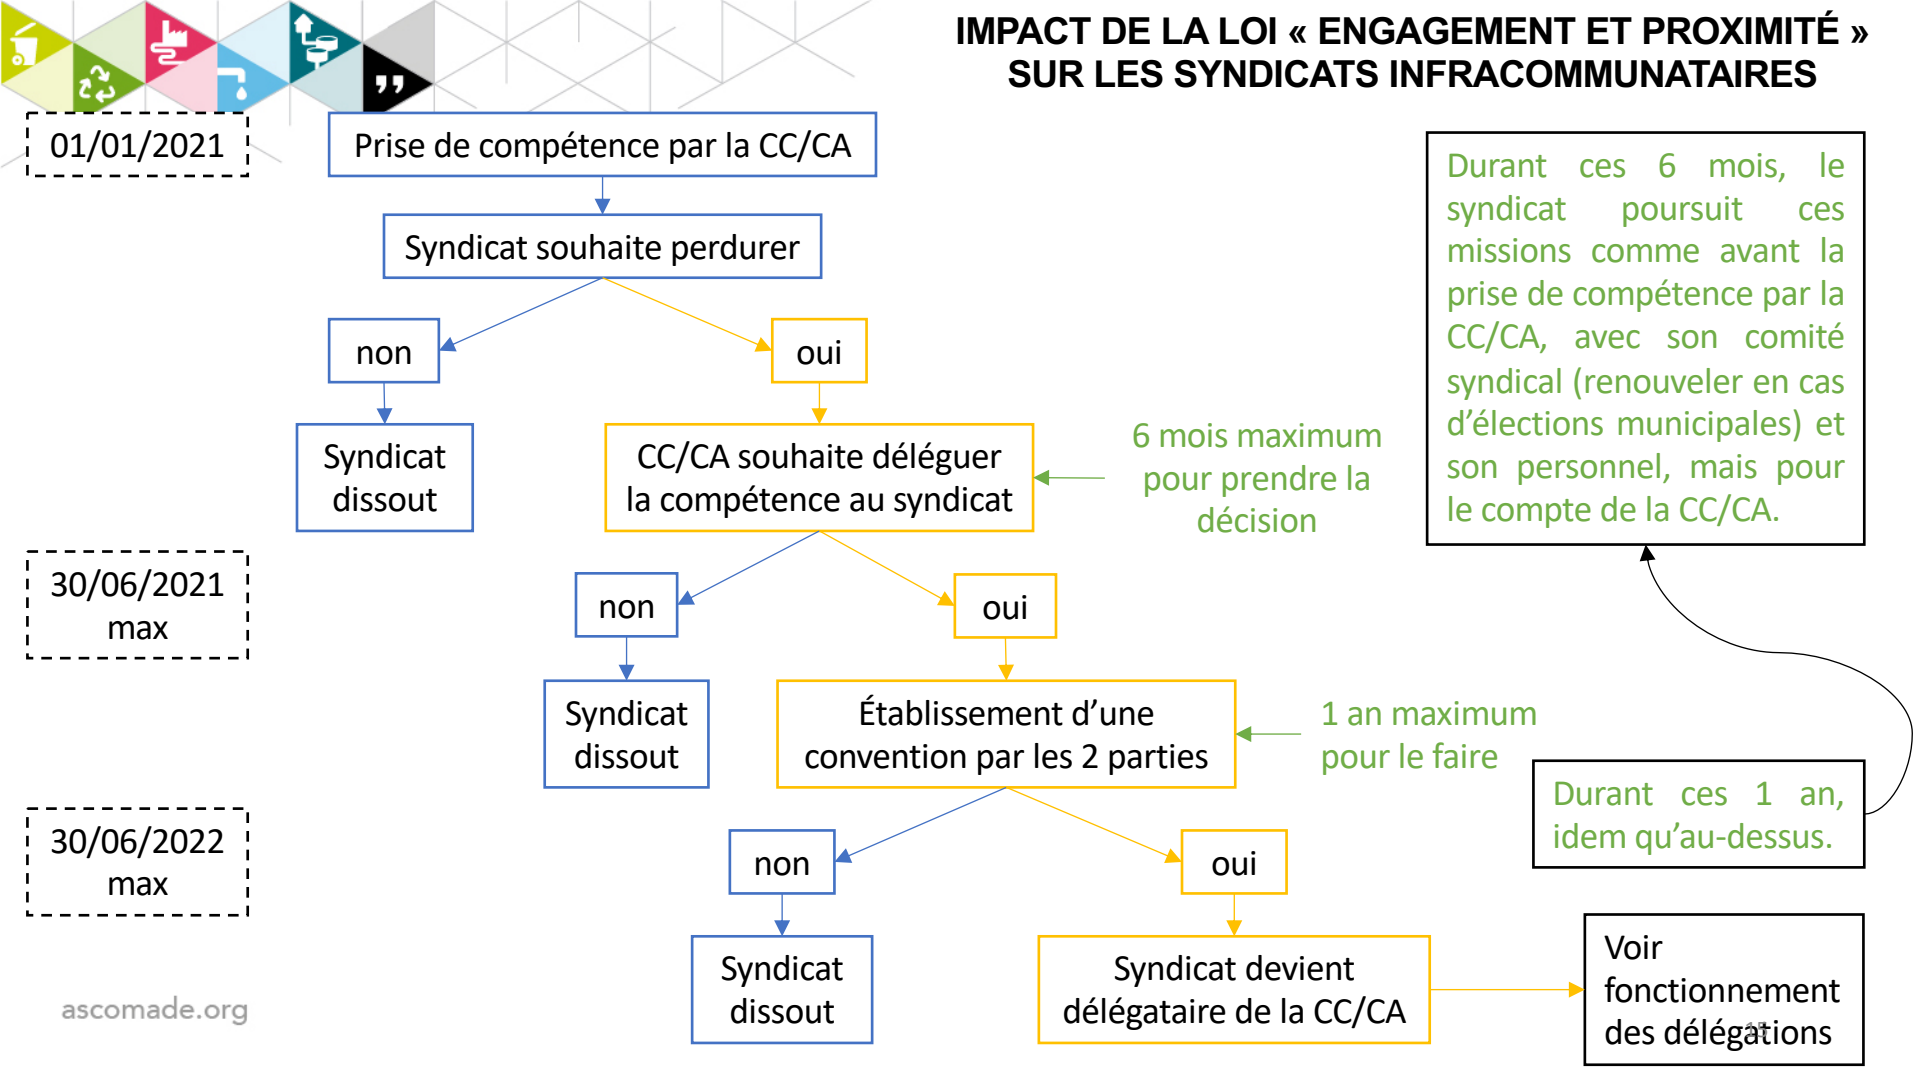 IMPACT DE LA LOI « ENGAGEMENT ET PROXIMITÉ »
SUR LES SYNDICATS INFRACOMMUNATAIRES
01/01/2021
Prise de compétence par la CC/CA
Syndicat souhaite perdurer
non
oui
Syndicat
dissout
CC/CA souhaite déléguer
la compétence au syndicat
6 mois maximum
pour prendre la
décision
Durant ces 6 mois, le
syndicat poursuit ces
missions comme avant la
prise de compétence par la
CC/CA, avec son comité
syndical (renouveler en cas
d’élections municipales) et
son personnel, mais pour
le compte de la CC/CA.
30/06/2021
max
non
oui
Syndicat
dissout
Établissement d’une
convention par les 2 parties
1 an maximum
pour le faire
Durant ces 1 an,
idem qu’au-dessus.
30/06/2022
max
non
oui
Syndicat
dissout
Syndicat devient
délégataire de la CC/CA
Voir
fonctionnement
des délégations
15
ascomade.org